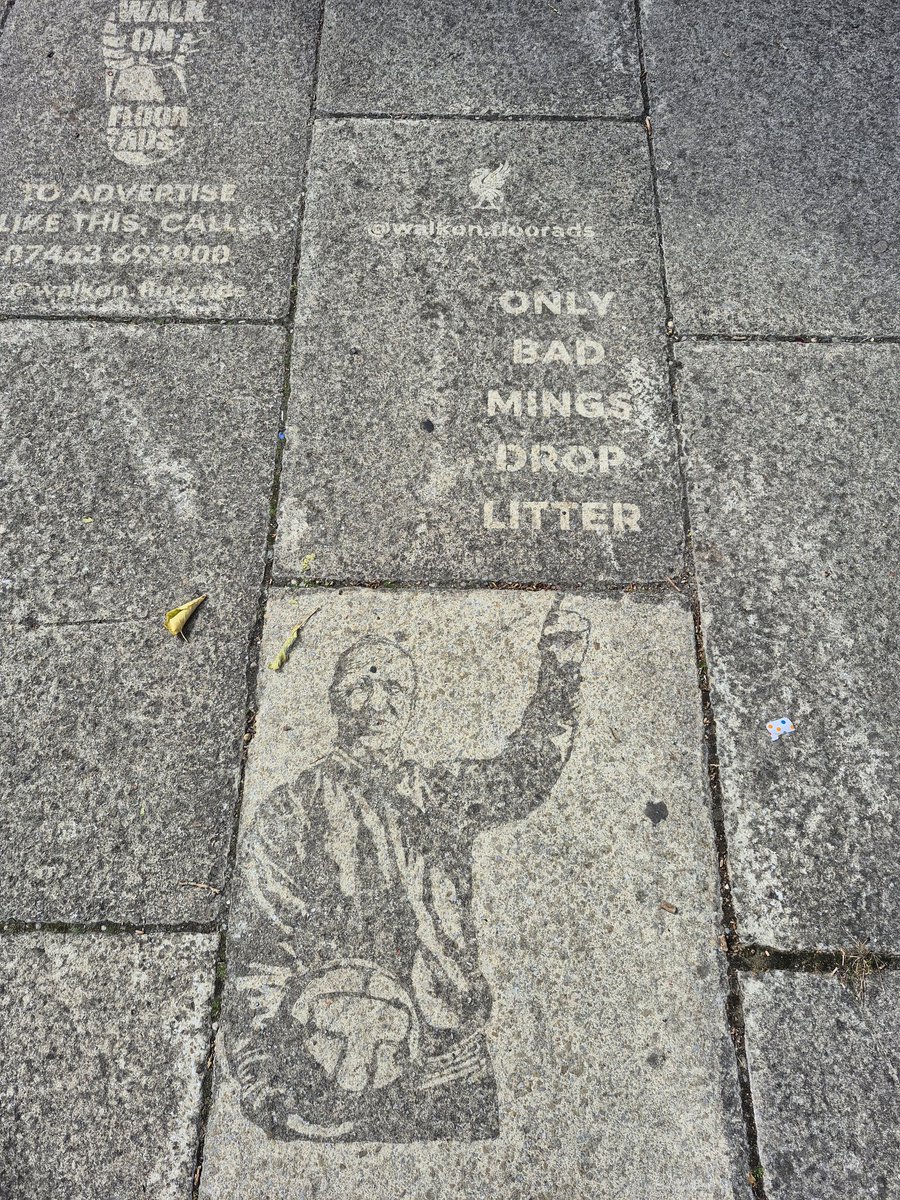 WALK
ON
FLOOR
ADS
TO ADVERTISE
LIKE THIS, CALL:
07463 693900
@walkon.floorads
@walkon.floorads
ONLY
BAD
MINGS
DROP
LITTER